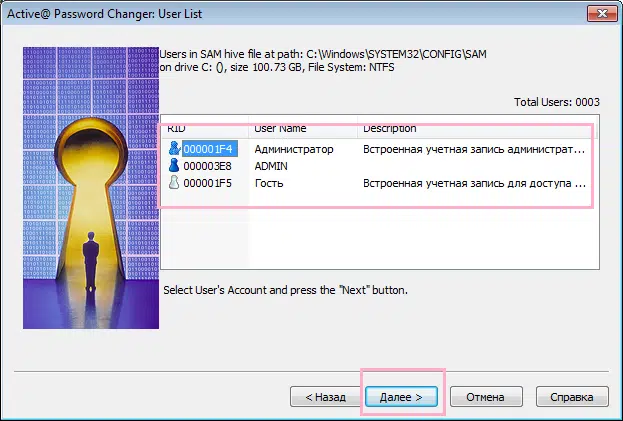 Active@ Password Changer: User List
Users in SAM hive file at path: C:\Windows\SYSTEM32\CONFIG\SAM
on drive C: (), size 100.73 GB, File System: NTFS
Total Users: 0003
RID User Name Description
000001F4 Администратор Встроенная учетная запись администрат...
000003E8 ADMIN
000001F5 Гость Встроенная учетная запись для доступа ...
Select User's Account and press the "Next" button.
< Назад Далее > Отмена Справка